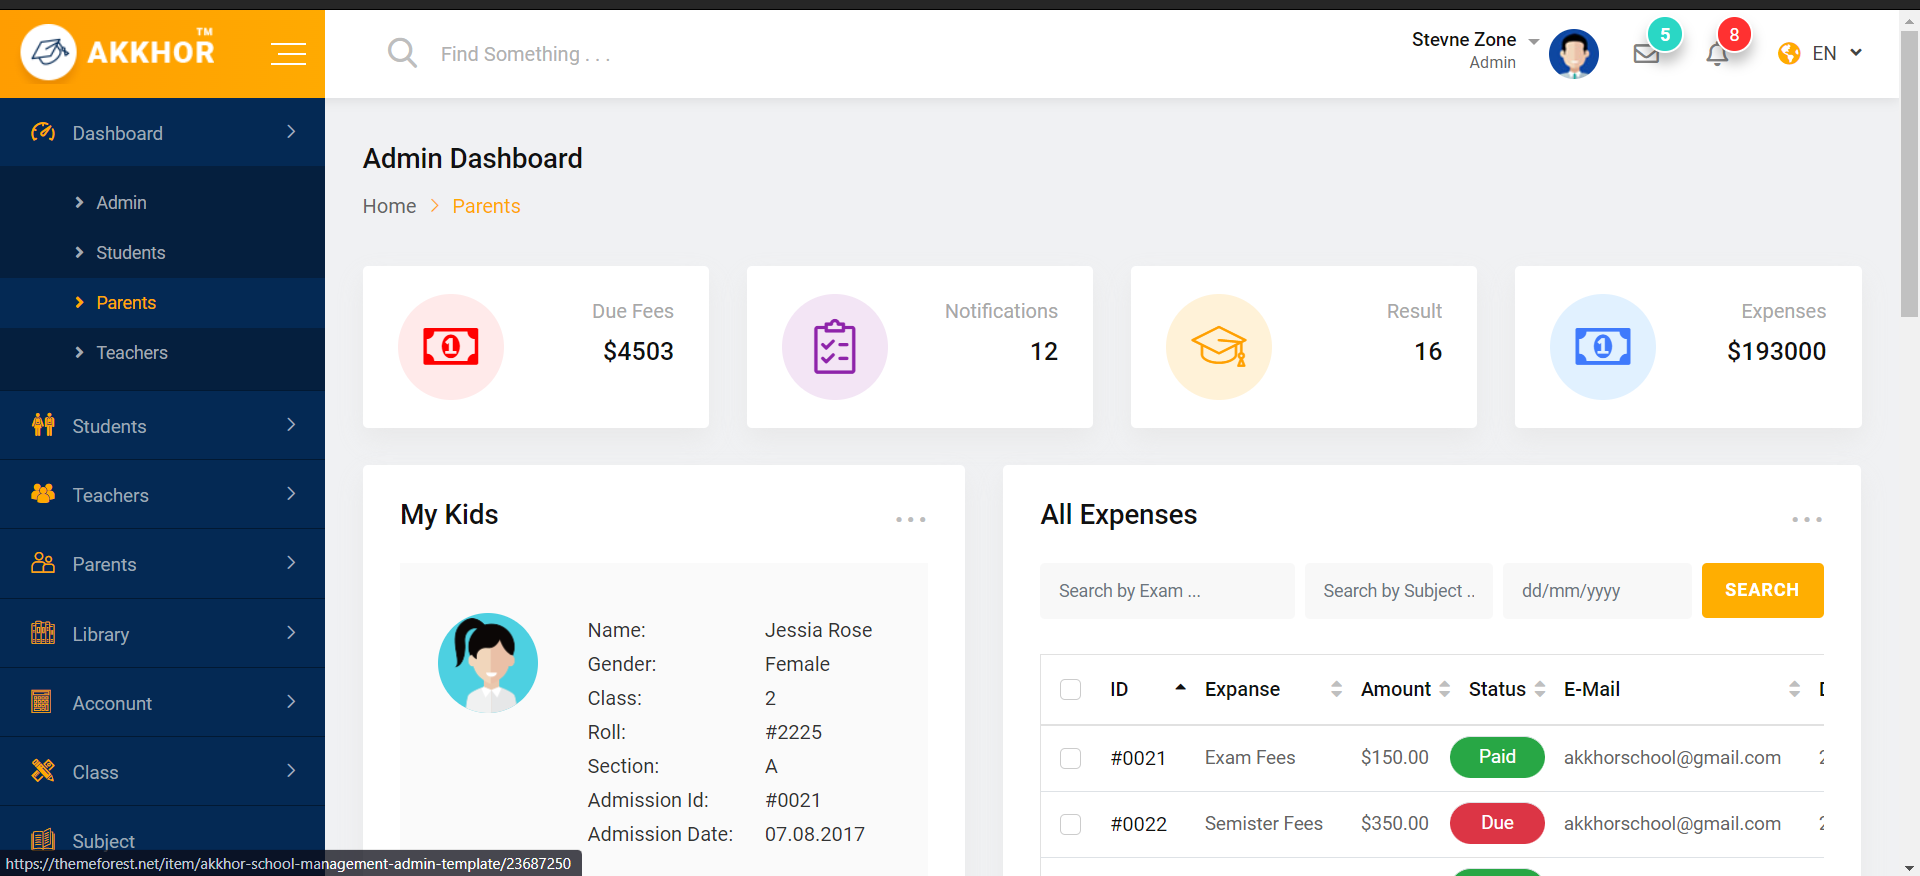 AKKHOR TM
Find Something . . .
Stevne Zone
Admin
5
8
EN
Dashboard
Admin
Students
Parents
Teachers
Students
Teachers
Parents
Library
Acconunt
Class
Subject
Admin Dashboard
Home > Parents
Due Fees
$4503
Notifications
12
Result
16
Expenses
$193000
My Kids
Name: Jessia Rose
Gender: Female
Class: 2
Roll: #2225
Section: A
Admission Id: #0021
Admission Date: 07.08.2017
All Expenses
Search by Exam ...
Search by Subject ..
dd/mm/yyyy
SEARCH
ID Expanse Amount Status E-Mail
#0021 Exam Fees $150.00 Paid akkhorschool@gmail.com
#0022 Semister Fees $350.00 Due akkhorschool@gmail.com
https://themeforest.net/item/akkhor-school-management-admin-template/23687250